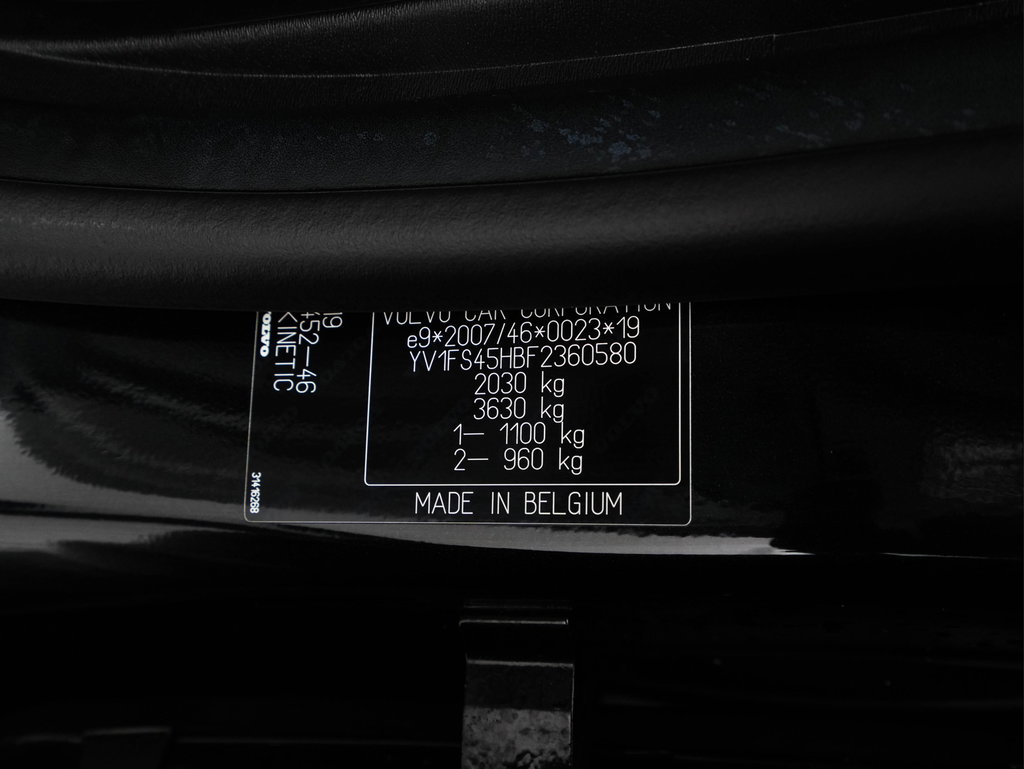 VOLVO CAR CORPORATION
e9*2007/46*0023*19
YV1FS45HBF2360580
2030 kg
3630 kg
1– 1100 kg
2– 960 kg
MADE IN BELGIUM
19
452–46
KINETIC
VOLVO
31416268